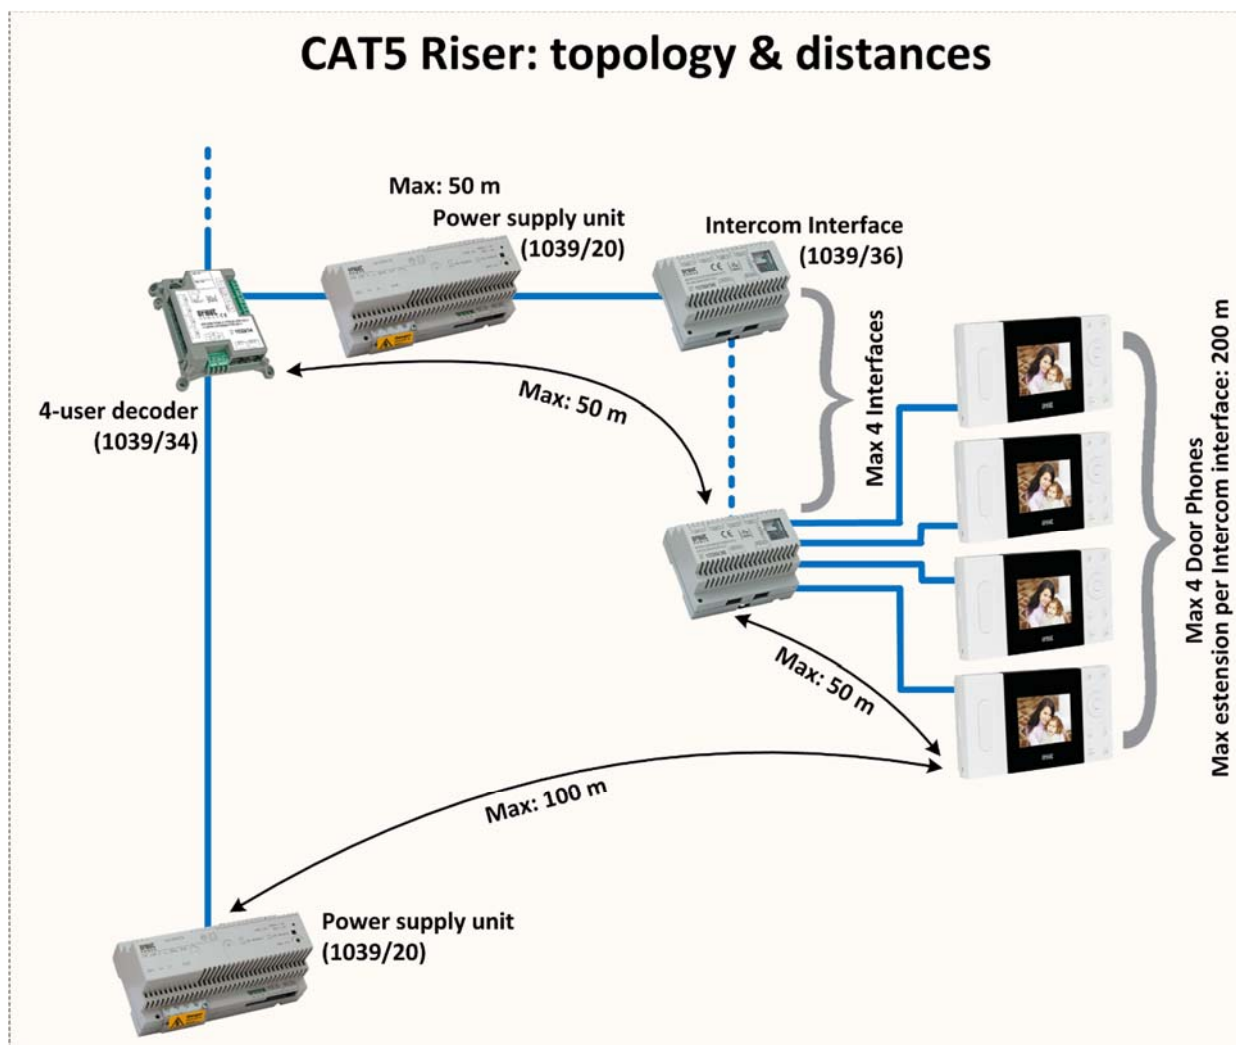 CAT5 Riser: topology & distances
Max: 50 m
Power supply unit
(1039/20)
Intercom Interface
(1039/36)
4-user decoder
(1039/34)
Max: 50 m
Max 4 Interfaces
Max 4 Door Phones
Max estension per Intercom interface: 200 m
Max: 50 m
Max: 100 m
Power supply unit
(1039/20)